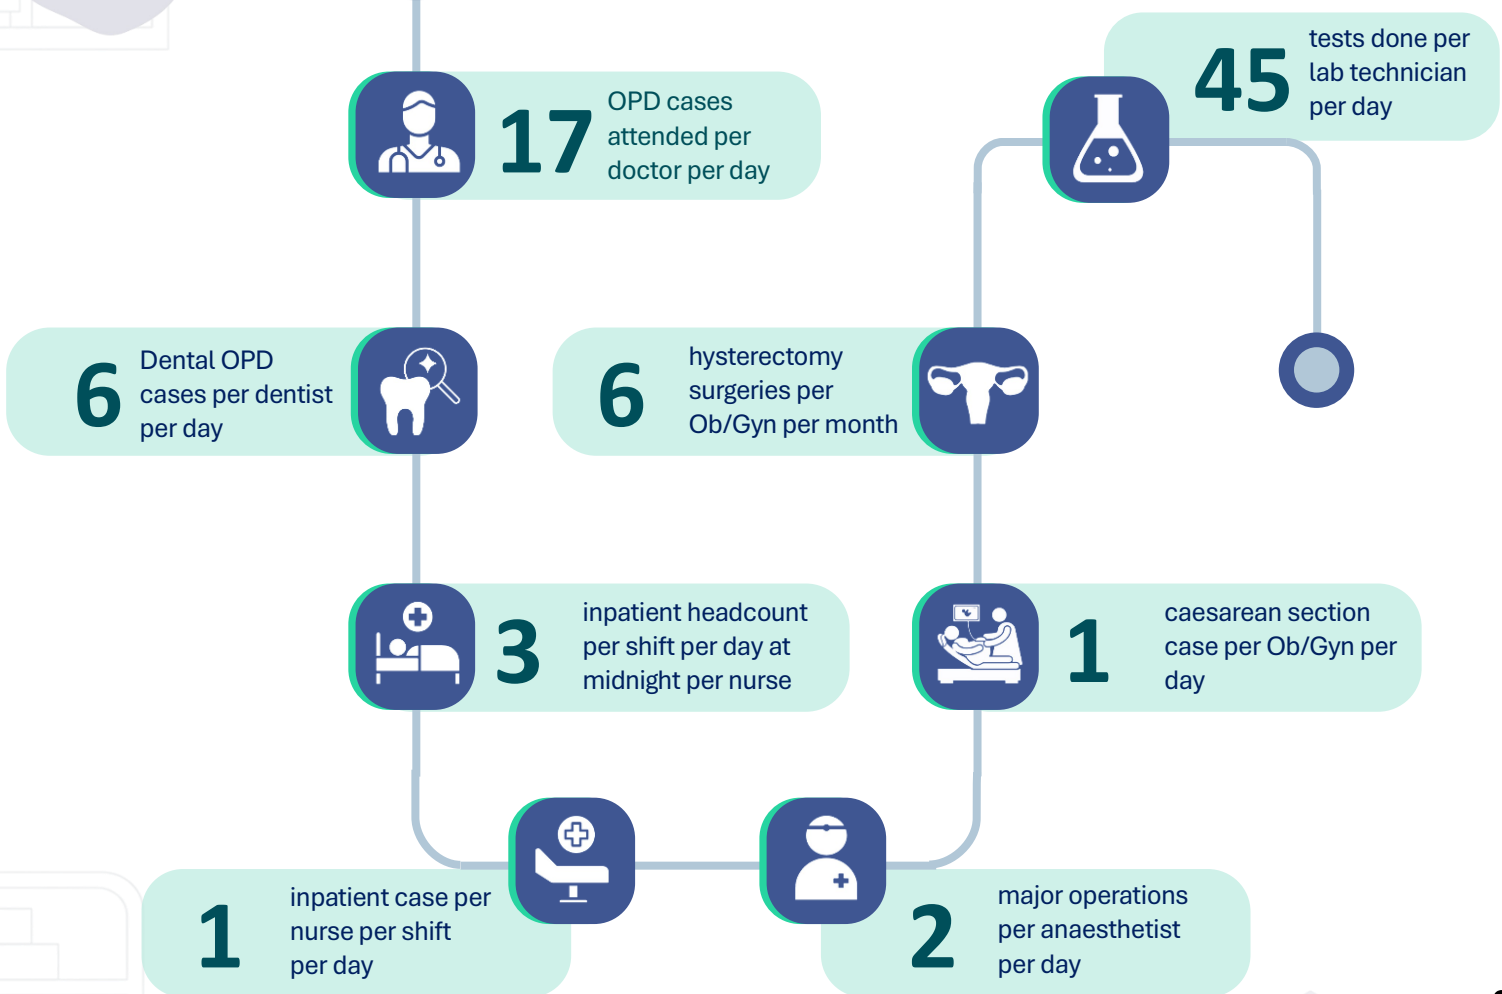 17
OPD cases
attended per
doctor per day
6
Dental OPD
cases per dentist
per day
3
inpatient headcount
per shift per day at
midnight per nurse
1
inpatient case per
nurse per shift
per day
2
major operations
per anaesthetist
per day
1
caesarean section
case per Ob/Gyn per
day
6
hysterectomy
surgeries per
Ob/Gyn per month
45
tests done per
lab technician
per day